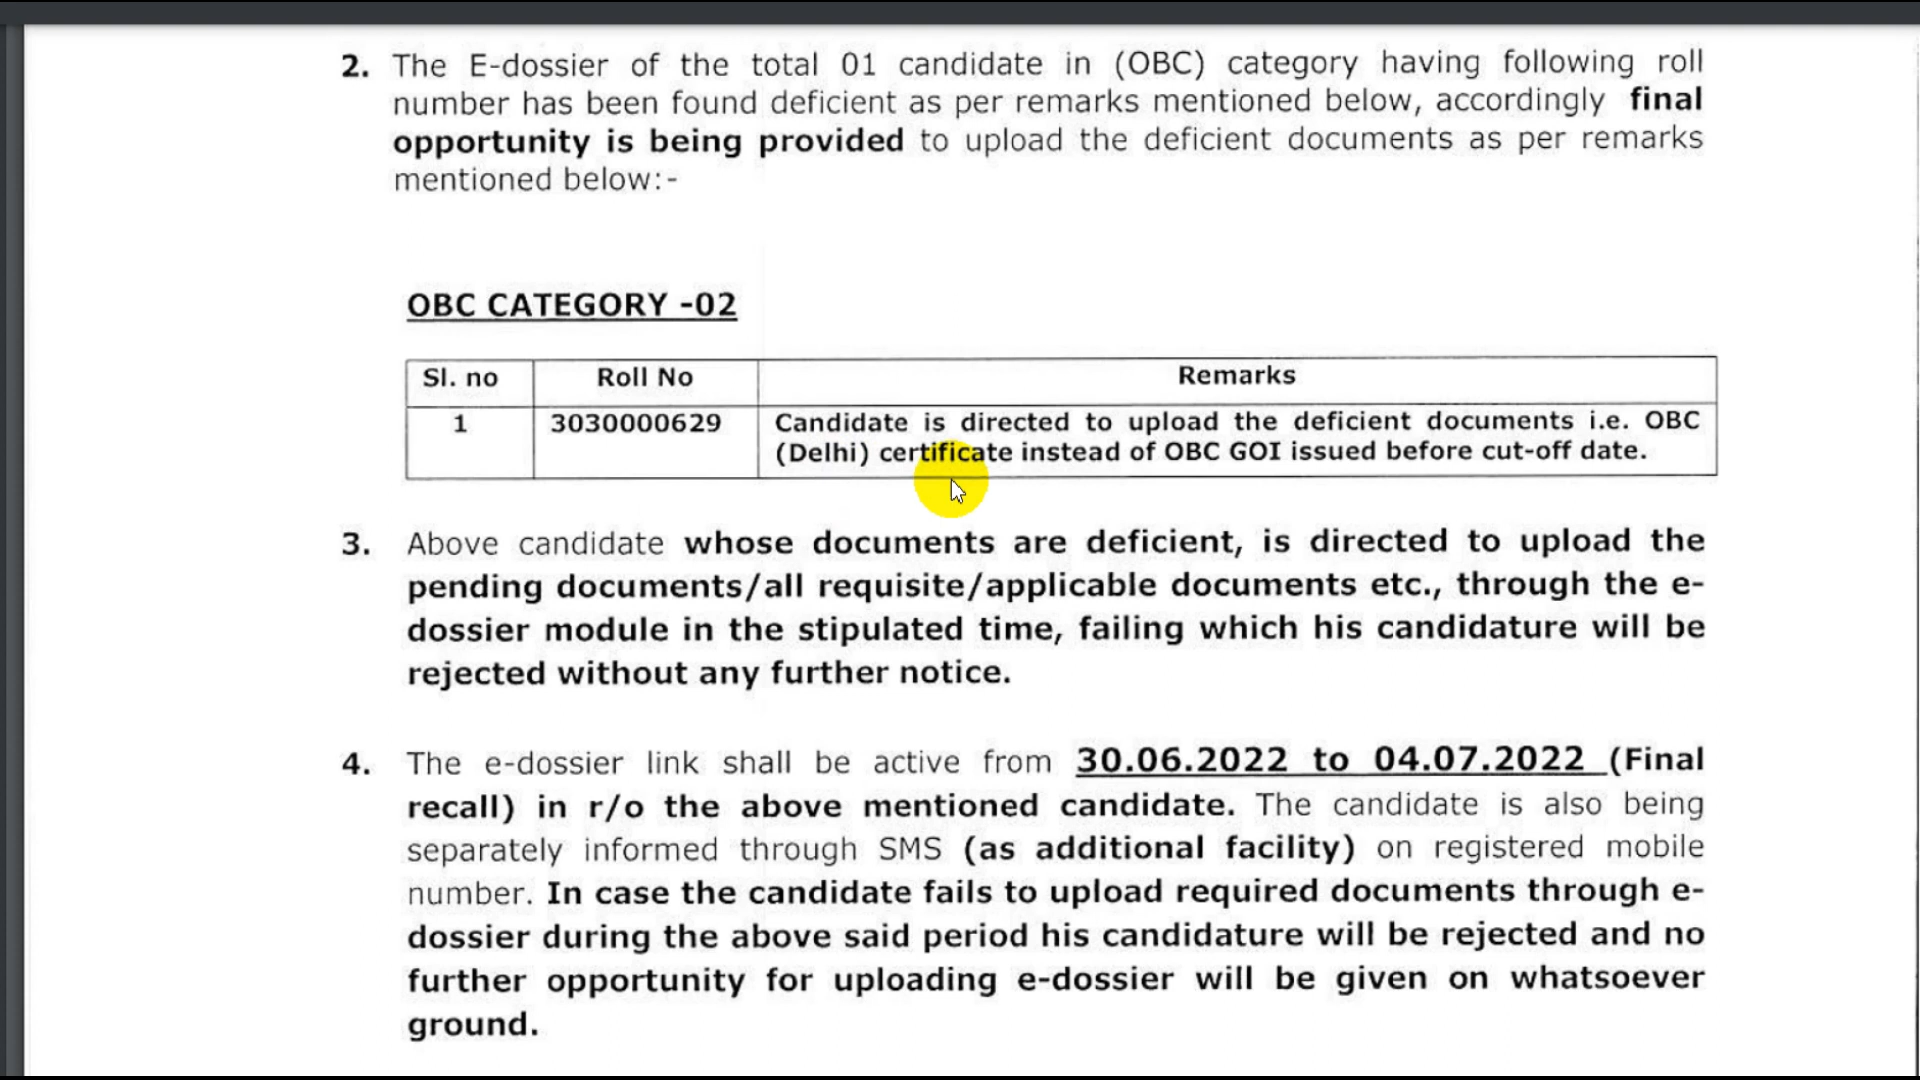 2. The E-dossier of the total 01 candidate in (OBC) category having following roll
number has been found deficient as per remarks mentioned below, accordingly final
opportunity is being provided to upload the deficient documents as per remarks
mentioned below:-
OBC CATEGORY -02
Sl. no Roll No Remarks
1 3030000629 Candidate is directed to upload the deficient documents i.e. OBC
(Delhi) certificate instead of OBC GOI issued before cut-off date.
3. Above candidate whose documents are deficient, is directed to upload the
pending documents/all requisite/applicable documents etc., through the e-
dossier module in the stipulated time, failing which his candidature will be
rejected without any further notice.
4. The e-dossier link shall be active from 30.06.2022 to 04.07.2022 (Final
recall) in r/o the above mentioned candidate. The candidate is also being
separately informed through SMS (as additional facility) on registered mobile
number. In case the candidate fails to upload required documents through e-
dossier during the above said period his candidature will be rejected and no
further opportunity for uploading e-dossier will be given on whatsoever
ground.